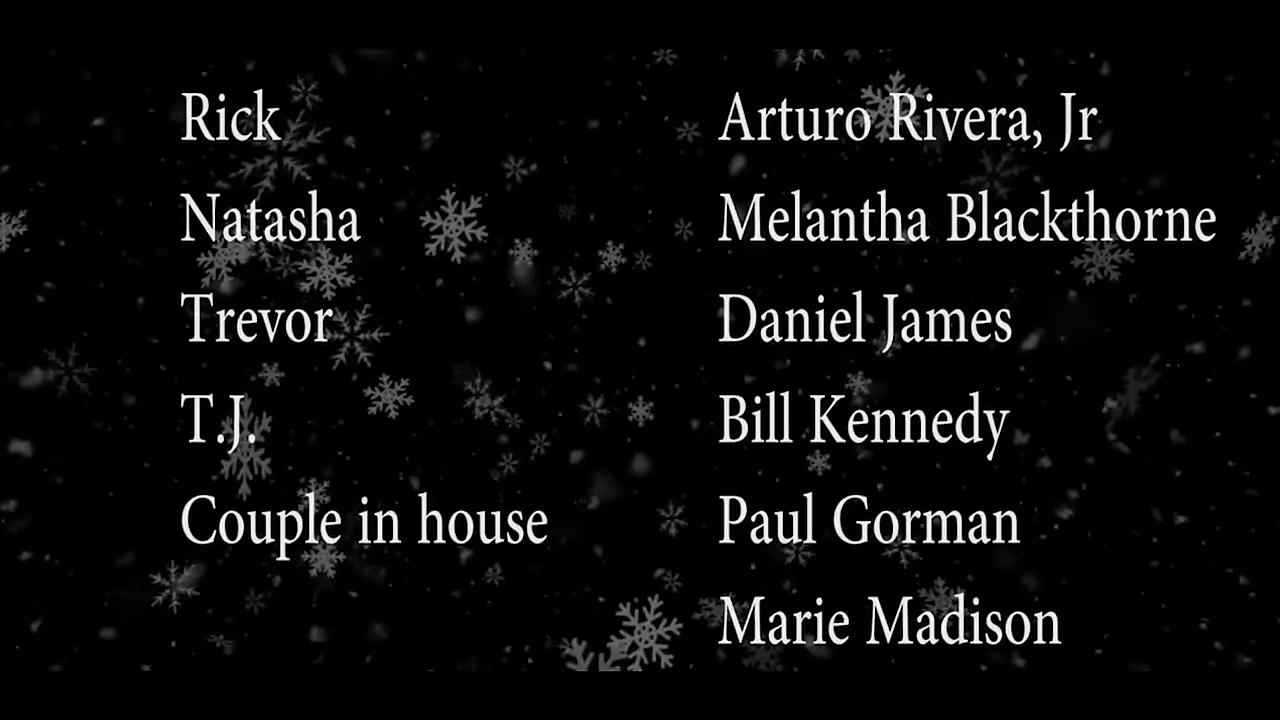 Rick Arturo Rivera, Jr
Natasha Melantha Blackthorne
Trevor Daniel James
T.J. Bill Kennedy
Couple in house Paul Gorman
Marie Madison